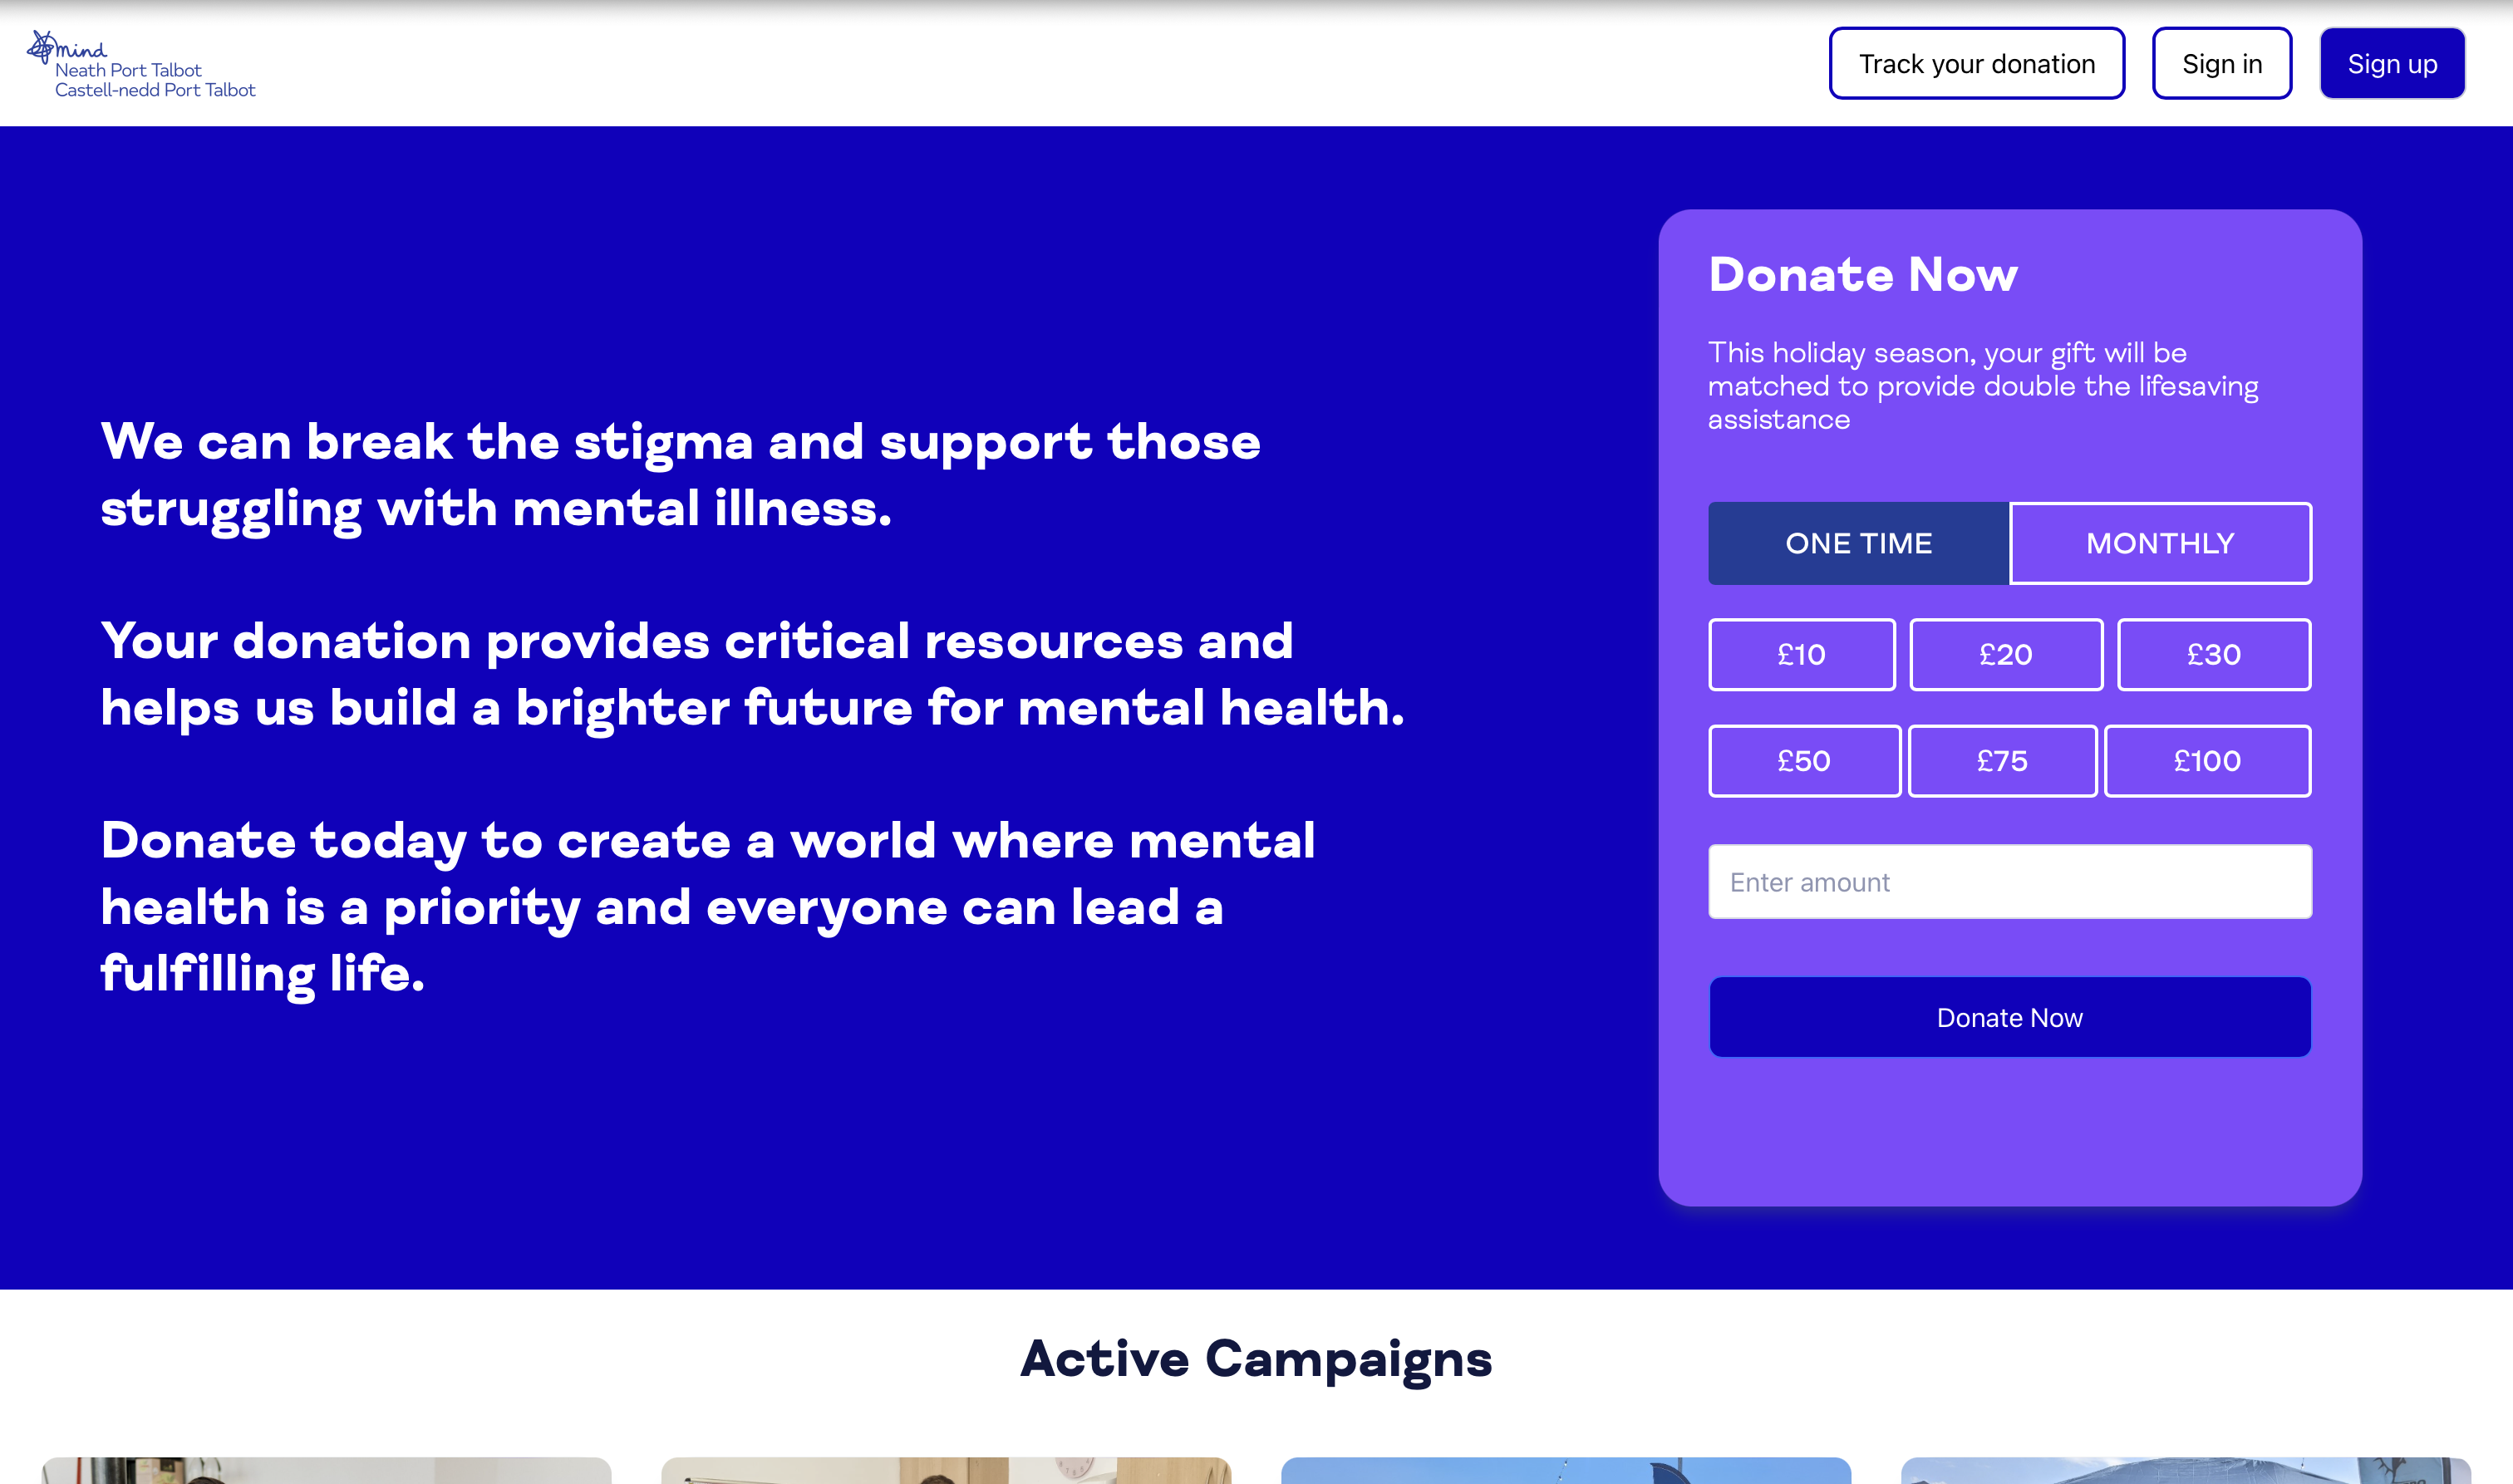 mind
Neath Port Talbot
Castell-nedd Port Talbot
Track your donation
Sign in
Sign up
We can break the stigma and support those
struggling with mental illness.
Your donation provides critical resources and
helps us build a brighter future for mental health.
Donate today to create a world where mental
health is a priority and everyone can lead a
fulfilling life.
Donate Now
This holiday season, your gift will be
matched to provide double the lifesaving
assistance
ONE TIME
MONTHLY
£10
£20
£30
£50
£75
£100
Enter amount
Donate Now
Active Campaigns